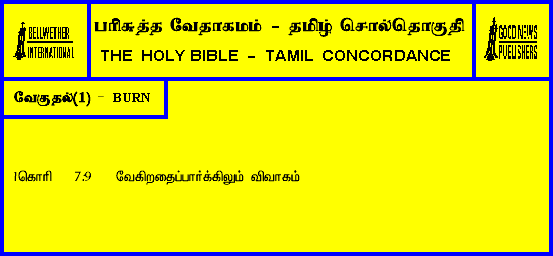 BELLWETHER
INTERNATIONAL
பரிசுத்த வேதாகமம் - தமிழ் சொல்தொகுதி
THE HOLY BIBLE - TAMIL CONCORDANCE
GOOD NEWS
PUBLISHERS
வேகுதல்(1) - BURN
1கொரி 7.9 வேகிறதைப்பார்க்கிலும் விவாகம்